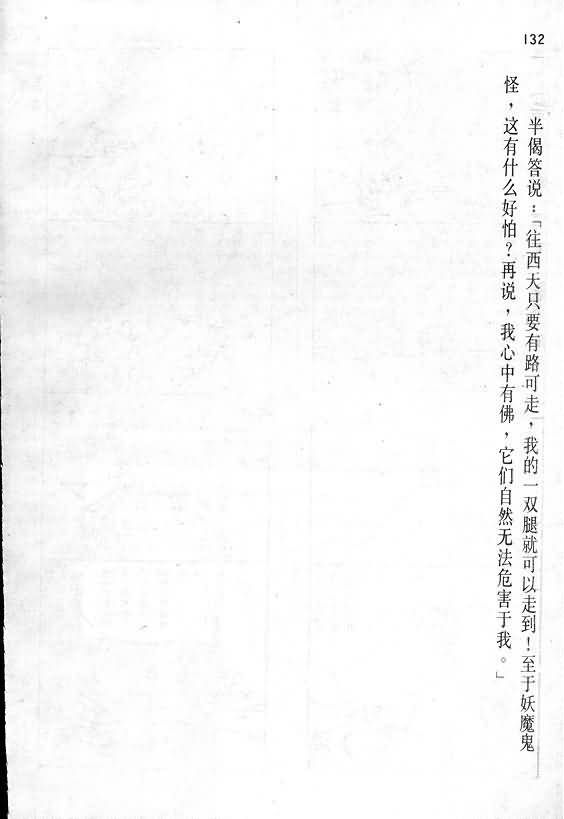 132
半偈答说：「往西天只要有路可走，我的一双腿就可以走到！至于妖魔鬼
怪，这有什么好怕？再说，我心中有佛，它们自然无法危害于我。」